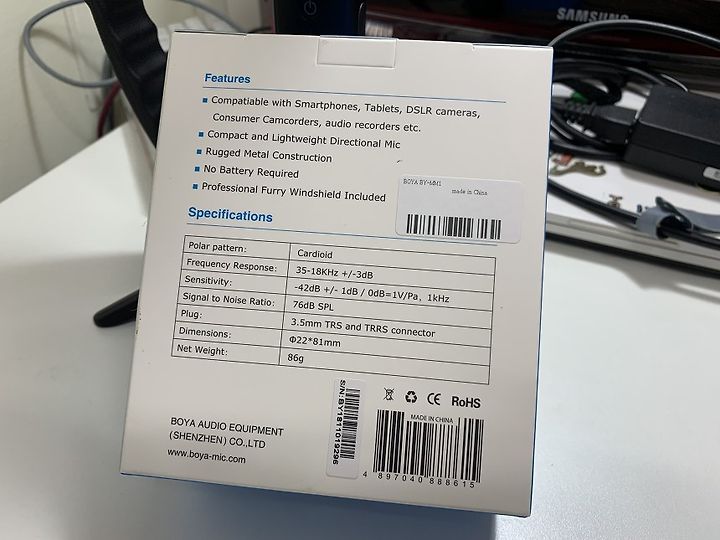 SAMSUNG
Features
▪ Compatiable with Smartphones, Tablets, DSLR cameras,
Consumer Camcorders, audio recorders etc.
▪ Compact and Lightweight Directional Mic
▪ Rugged Metal Construction
▪ No Battery Required
▪ Professional Furry Windshield Included
BOYA BY-MM1
made in China
Specifications
Polar pattern: Cardioid
Frequency Response: 35-18KHz +/-3dB
Sensitivity: -42dB +/- 1dB / 0dB=1V/Pa, 1kHz
Signal to Noise Ratio: 76dB SPL
Plug: 3.5mm TRS and TRRS connector
Dimensions: Φ22*81mm
Net Weight: 86g
S/N:BY1811019296
CE RoHS
MADE IN CHINA
4 897040 888615
BOYA AUDIO EQUIPMENT
(SHENZHEN) CO.,LTD
www.boya-mic.com